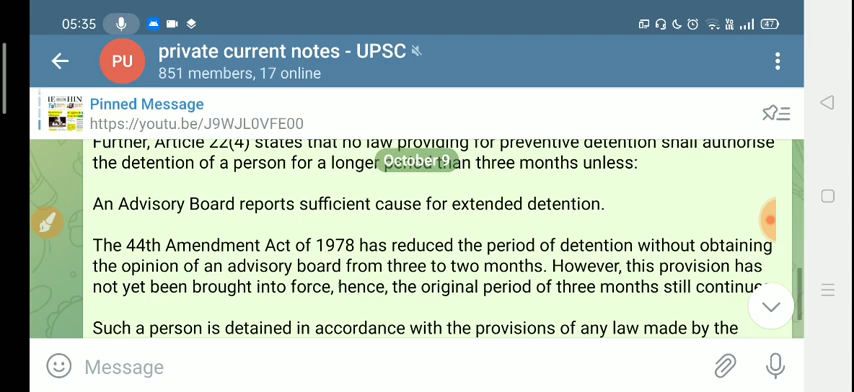 05:35
47
PU
private current notes - UPSC
851 members, 17 online
Pinned Message
https://youtu.be/J9WJL0VFE00
Further, Article 22(4) states that no law providing for preventive detention shall authorise
October 9
the detention of a person for a longer than three months unless:
An Advisory Board reports sufficient cause for extended detention.
The 44th Amendment Act of 1978 has reduced the period of detention without obtaining
the opinion of an advisory board from three to two months. However, this provision has
not yet been brought into force, hence, the original period of three months still continue
Such a person is detained in accordance with the provisions of any law made by the
Message